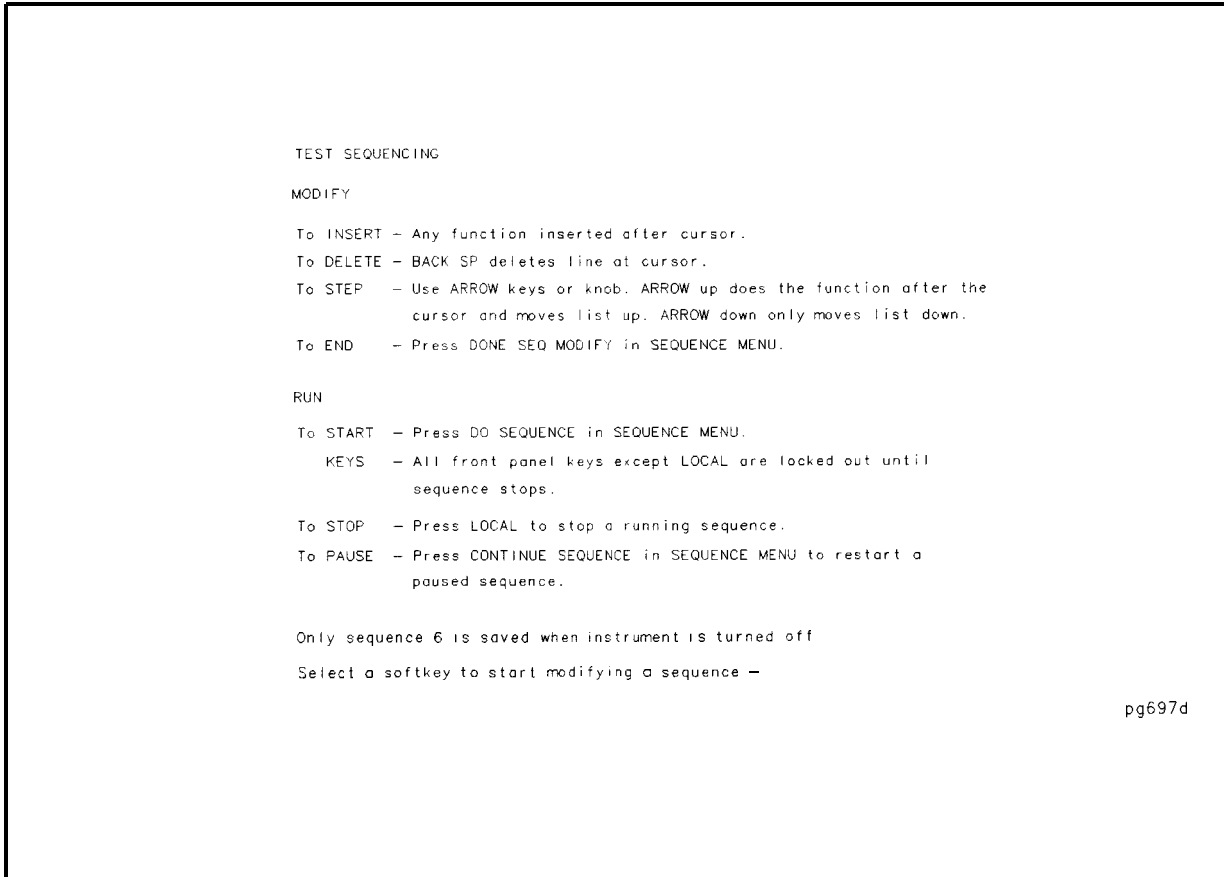 TEST SEQUENCING
MODIFY
To INSERT – Any function inserted after cursor.
To DELETE – BACK SP deletes line at cursor.
To STEP – Use ARROW keys or knob. ARROW up does the function after the
cursor and moves list up. ARROW down only moves list down.
To END – Press DONE SEQ MODIFY in SEQUENCE MENU.
RUN
To START – Press DO SEQUENCE in SEQUENCE MENU.
KEYS – All front panel keys except LOCAL are locked out until
sequence stops.
To STOP – Press LOCAL to stop a running sequence.
To PAUSE – Press CONTINUE SEQUENCE in SEQUENCE MENU to restart a
paused sequence.
Only sequence 6 is saved when instrument is turned off
Select a softkey to start modifying a sequence –
pg697d